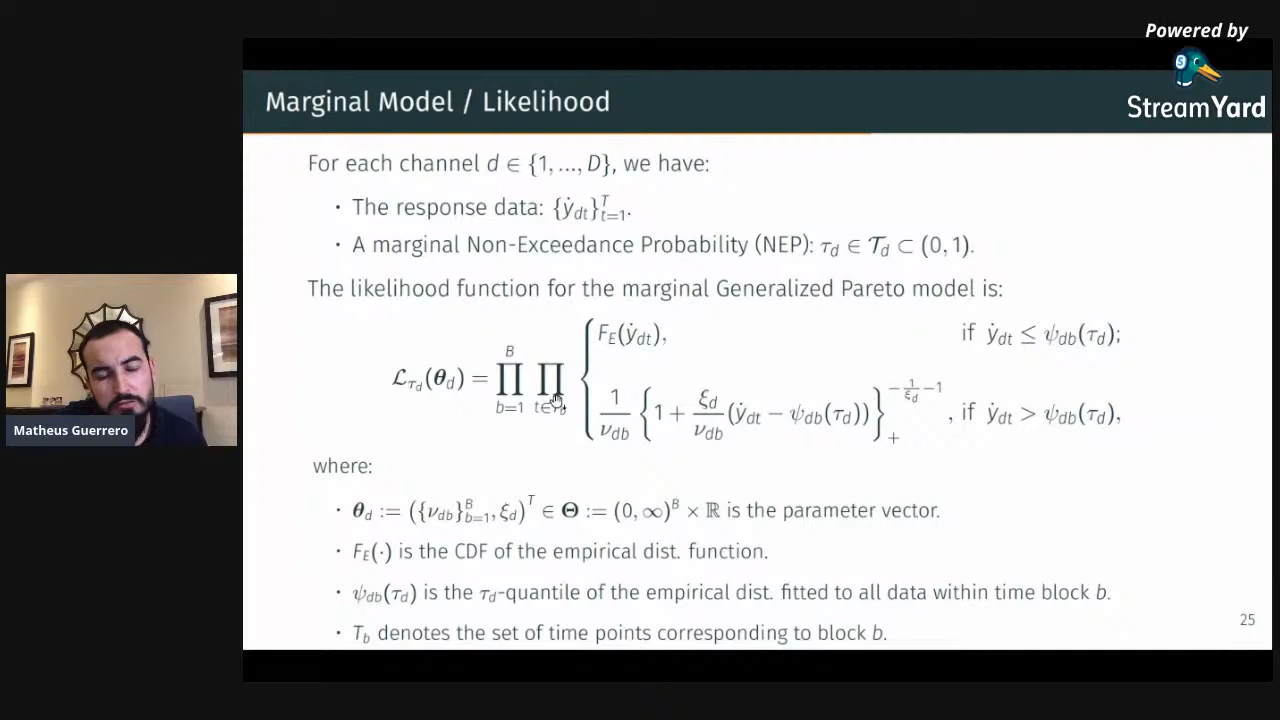 Powered by
StreamYard
Marginal Model / Likelihood
For each channel d ∈ {1, ..., D}, we have:
· The response data: {ẏ_dt}_{t=1}^T.
· A marginal Non-Exceedance Probability (NEP): τ_d ∈ 𝒯_d ⊂ (0, 1).
The likelihood function for the marginal Generalized Pareto model is:
ℒ_{τ_d}(θ_d) = ∏_{b=1}^B ∏_{t∈T_b} { F_E(ẏ_dt), if ẏ_dt ≤ ψ_db(τ_d);
1/ν_db {1 + ξ_d/ν_db (ẏ_dt − ψ_db(τ_d))}_+^{−1/ξ_d −1}, if ẏ_dt > ψ_db(τ_d),
where:
· θ_d := ({ν_db}_{b=1}^B, ξ_d)^T ∈ Θ := (0, ∞)^B × ℝ is the parameter vector.
· F_E(·) is the CDF of the empirical dist. function.
· ψ_db(τ_d) is the τ_d-quantile of the empirical dist. fitted to all data within time block b.
· T_b denotes the set of time points corresponding to block b.
25
Matheus Guerrero